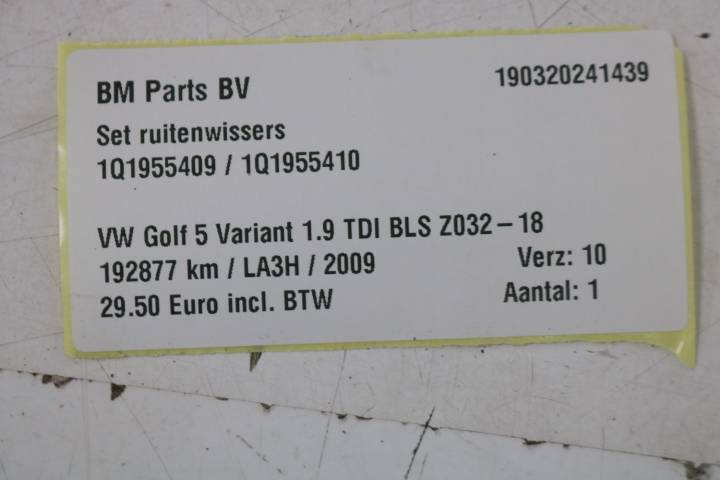 BM Parts BV 190320241439
Set ruitenwissers
1Q1955409 / 1Q1955410
VW Golf 5 Variant 1.9 TDI BLS Z032-18
192877 km / LA3H / 2009 Verz: 10
29.50 Euro incl. BTW Aantal: 1